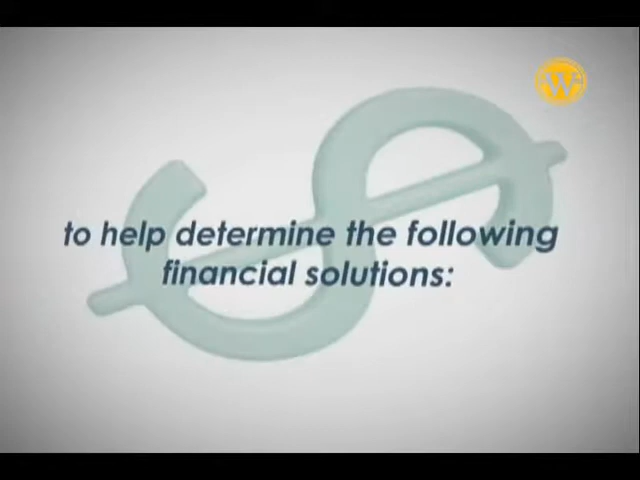 W
to help determine the following
financial solutions: